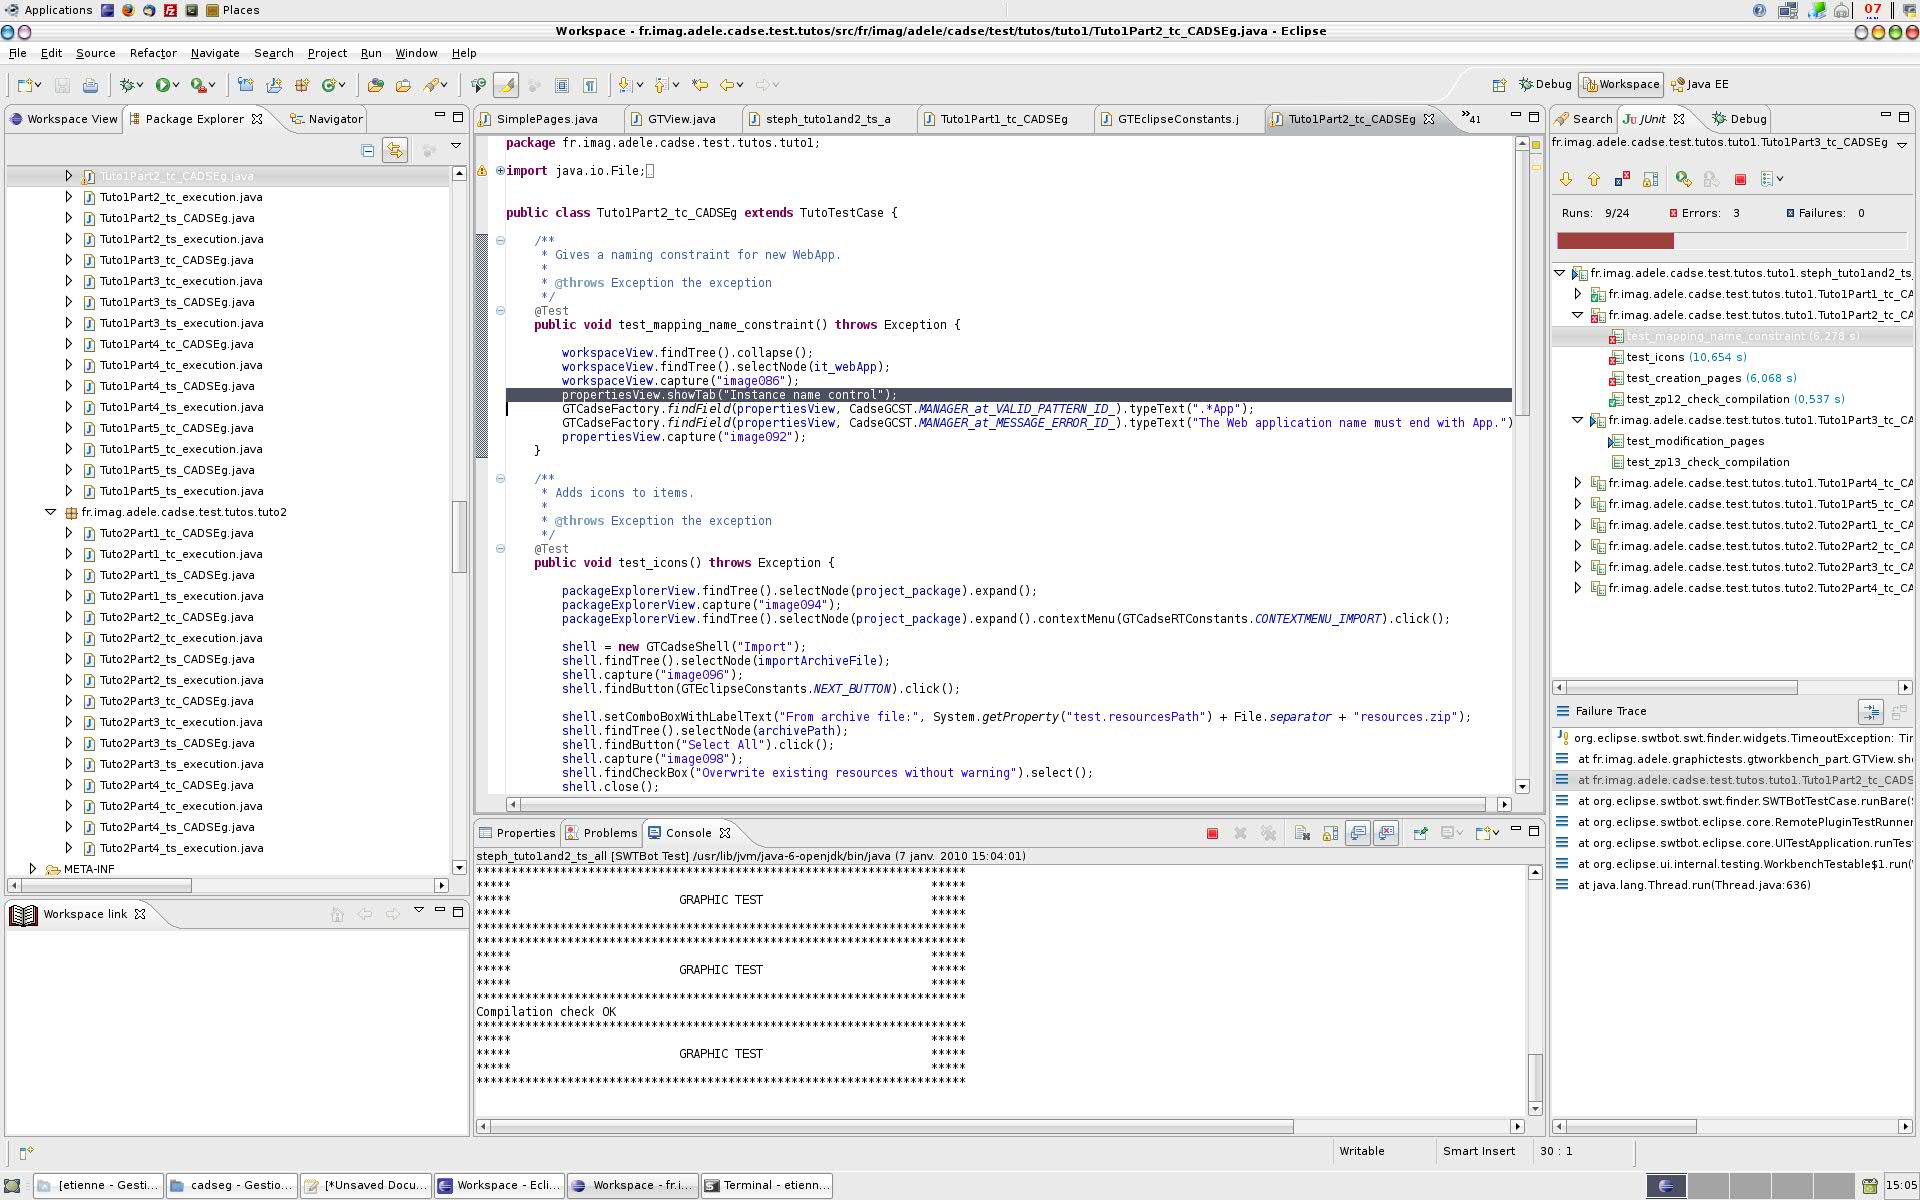 Applications
Places
07
Workspace - fr.imag.adele.cadse.test.tutos/src/fr/imag/adele/cadse/test/tutos/tuto1/Tuto1Part2_tc_CADSEg.java - Eclipse
File Edit Source Refactor Navigate Search Project Run Window Help
Debug Workspace Java EE
Workspace View Package Explorer Navigator
Tuto1Part2_tc_CADSEg.java
Tuto1Part2_tc_execution.java
Tuto1Part2_ts_CADSEg.java
Tuto1Part2_ts_execution.java
Tuto1Part3_tc_CADSEg.java
Tuto1Part3_tc_execution.java
Tuto1Part3_ts_CADSEg.java
Tuto1Part3_ts_execution.java
Tuto1Part4_tc_CADSEg.java
Tuto1Part4_tc_execution.java
Tuto1Part4_ts_CADSEg.java
Tuto1Part4_ts_execution.java
Tuto1Part5_tc_CADSEg.java
Tuto1Part5_tc_execution.java
Tuto1Part5_ts_CADSEg.java
Tuto1Part5_ts_execution.java
fr.imag.adele.cadse.test.tutos.tuto2
Tuto2Part1_tc_CADSEg.java
Tuto2Part1_tc_execution.java
Tuto2Part1_ts_CADSEg.java
Tuto2Part1_ts_execution.java
Tuto2Part2_tc_CADSEg.java
Tuto2Part2_tc_execution.java
Tuto2Part2_ts_CADSEg.java
Tuto2Part2_ts_execution.java
Tuto2Part3_tc_CADSEg.java
Tuto2Part3_tc_execution.java
Tuto2Part3_ts_CADSEg.java
Tuto2Part3_ts_execution.java
Tuto2Part4_tc_CADSEg.java
Tuto2Part4_tc_execution.java
Tuto2Part4_ts_CADSEg.java
Tuto2Part4_ts_execution.java
META-INF
Workspace link
SimplePages.java GTView.java steph_tuto1and2_ts_a Tuto1Part1_tc_CADSEg GTEclipseConstants.j Tuto1Part2_tc_CADSEg »41
package fr.imag.adele.cadse.test.tutos.tuto1;
import java.io.File;
public class Tuto1Part2_tc_CADSEg extends TutoTestCase {
/**
* Gives a naming constraint for new WebApp.
*
* @throws Exception the exception
*/
@Test
public void test_mapping_name_constraint() throws Exception {
workspaceView.findTree().collapse();
workspaceView.findTree().selectNode(it_webApp);
workspaceView.capture("image086");
propertiesView.showTab("Instance name control");
GTCadseFactory.findField(propertiesView, CadseGCST.MANAGER_at_VALID_PATTERN_ID_).typeText(".*App");
GTCadseFactory.findField(propertiesView, CadseGCST.MANAGER_at_MESSAGE_ERROR_ID_).typeText("The Web application name must end with App.")
propertiesView.capture("image092");
}
/**
* Adds icons to items.
*
* @throws Exception the exception
*/
@Test
public void test_icons() throws Exception {
packageExplorerView.findTree().selectNode(project_package).expand();
packageExplorerView.capture("image094");
packageExplorerView.findTree().selectNode(project_package).expand().contextMenu(GTCadseRTConstants.CONTEXTMENU_IMPORT).click();
shell = new GTCadseShell("Import");
shell.findTree().selectNode(importArchiveFile);
shell.capture("image096");
shell.findButton(GTEclipseConstants.NEXT_BUTTON).click();
shell.setComboBoxWithLabelText("From archive file:", System.getProperty("test.resourcesPath") + File.separator + "resources.zip");
shell.findTree().selectNode(archivePath);
shell.findButton("Select All").click();
shell.capture("image098");
shell.findCheckBox("Overwrite existing resources without warning").select();
shell.close();
Properties Problems Console
steph_tuto1and2_ts_all [SWTBot Test] /usr/lib/jvm/java-6-openjdk/bin/java (7 janv. 2010 15:04:01)
**********************************************************************
***** *****
***** GRAPHIC TEST *****
***** *****
**********************************************************************
**********************************************************************
***** *****
***** GRAPHIC TEST *****
***** *****
**********************************************************************
Compilation check OK
**********************************************************************
***** *****
***** GRAPHIC TEST *****
***** *****
**********************************************************************
Search JUnit Debug
fr.imag.adele.cadse.test.tutos.tuto1.Tuto1Part3_tc_CADSEg
Runs: 9/24 Errors: 3 Failures: 0
fr.imag.adele.cadse.test.tutos.tuto1.steph_tuto1and2_ts_
fr.imag.adele.cadse.test.tutos.tuto1.Tuto1Part1_tc_CA
fr.imag.adele.cadse.test.tutos.tuto1.Tuto1Part2_tc_CA
test_mapping_name_constraint (6,278 s)
test_icons (10,654 s)
test_creation_pages (6,068 s)
test_zp12_check_compilation (0,537 s)
fr.imag.adele.cadse.test.tutos.tuto1.Tuto1Part3_tc_CA
test_modification_pages
test_zp13_check_compilation
fr.imag.adele.cadse.test.tutos.tuto1.Tuto1Part4_tc_CA
fr.imag.adele.cadse.test.tutos.tuto1.Tuto1Part5_tc_CA
fr.imag.adele.cadse.test.tutos.tuto2.Tuto2Part1_tc_CA
fr.imag.adele.cadse.test.tutos.tuto2.Tuto2Part2_tc_CA
fr.imag.adele.cadse.test.tutos.tuto2.Tuto2Part3_tc_CA
fr.imag.adele.cadse.test.tutos.tuto2.Tuto2Part4_tc_CA
Failure Trace
org.eclipse.swtbot.swt.finder.widgets.TimeoutException: Tir
at fr.imag.adele.graphictests.gtworkbench_part.GTView.sh
at fr.imag.adele.cadse.test.tutos.tuto1.Tuto1Part2_tc_CADS
at org.eclipse.swtbot.swt.finder.SWTBotTestCase.runBare(
at org.eclipse.swtbot.eclipse.core.RemotePluginTestRunner
at org.eclipse.swtbot.eclipse.core.UITestApplication.runTes
at org.eclipse.ui.internal.testing.WorkbenchTestable$1.run(
at java.lang.Thread.run(Thread.java:636)
Writable Smart Insert 30 : 1
[etienne - Gesti... cadseg - Gestio... [*Unsaved Docu... Workspace - Ecli... Workspace - fr.i... Terminal - etienn... 15:05